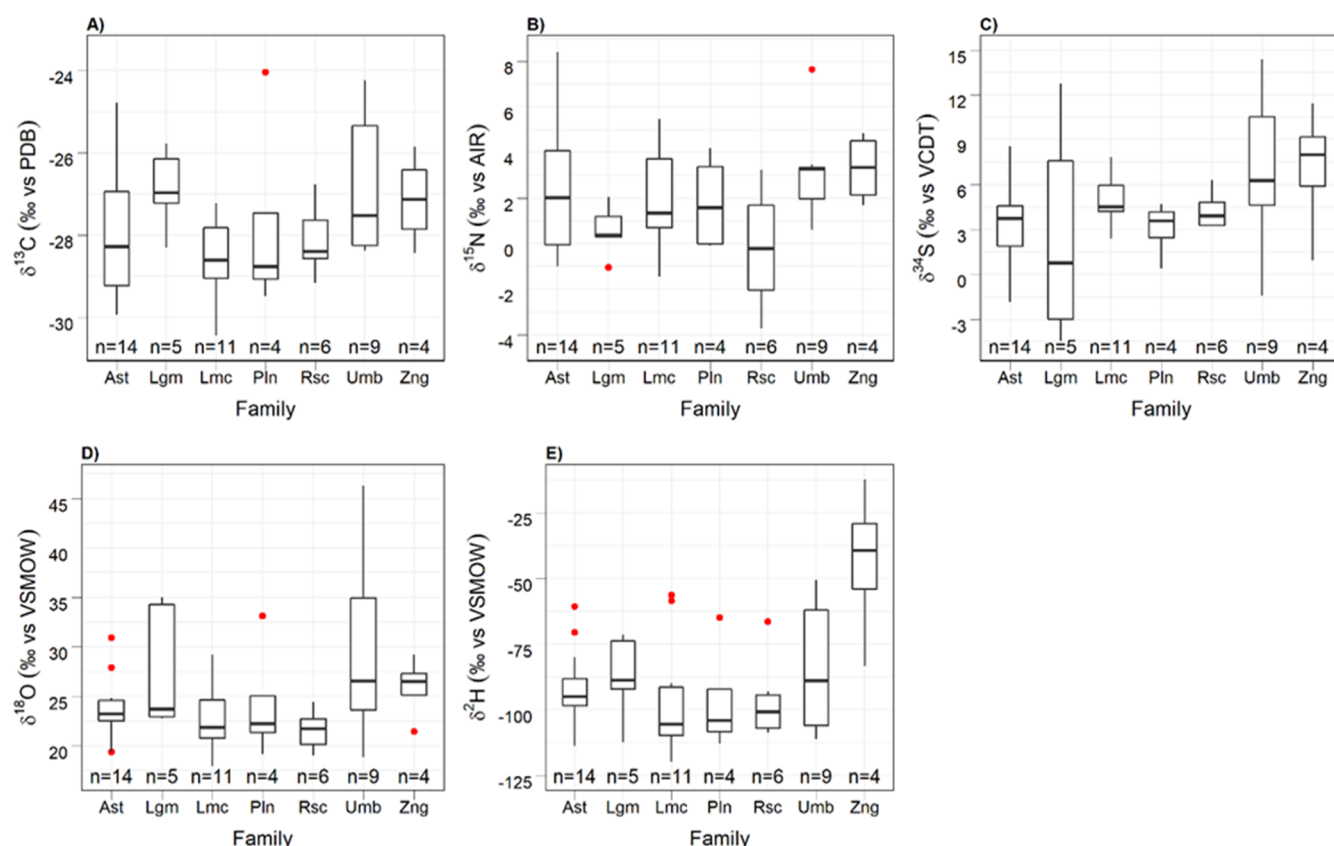 A)
δ13C (‰ vs PDB)
-24
-26
-28
-30
n=14 n=5 n=11 n=4 n=6 n=9 n=4
Ast Lgm Lmc Pln Rsc Umb Zng
Family
B)
δ15N (‰ vs AIR)
8
6
4
2
0
-2
-4
n=14 n=5 n=11 n=4 n=6 n=9 n=4
Ast Lgm Lmc Pln Rsc Umb Zng
Family
C)
δ34S (‰ vs VCDT)
15
12
9
6
3
0
-3
n=14 n=5 n=11 n=4 n=6 n=9 n=4
Ast Lgm Lmc Pln Rsc Umb Zng
Family
D)
δ18O (‰ vs VSMOW)
45
40
35
30
25
20
n=14 n=5 n=11 n=4 n=6 n=9 n=4
Ast Lgm Lmc Pln Rsc Umb Zng
Family
E)
δ2H (‰ vs VSMOW)
-25
-50
-75
-100
-125
n=14 n=5 n=11 n=4 n=6 n=9 n=4
Ast Lgm Lmc Pln Rsc Umb Zng
Family